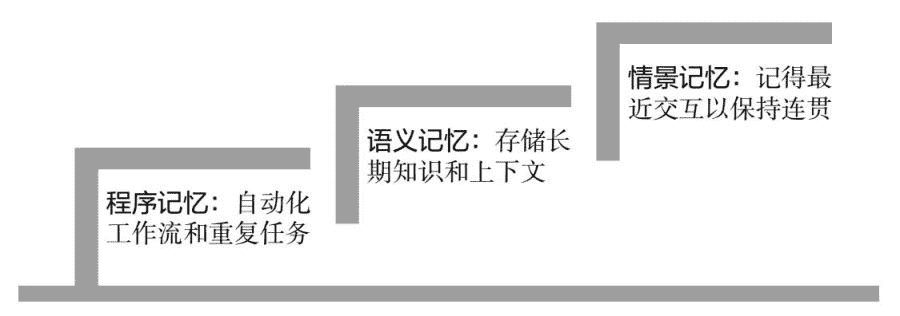 情景记忆：记得最
近交互以保持连贯
语义记忆：存储长
期知识和上下文
程序记忆：自动化
工作流和重复任务